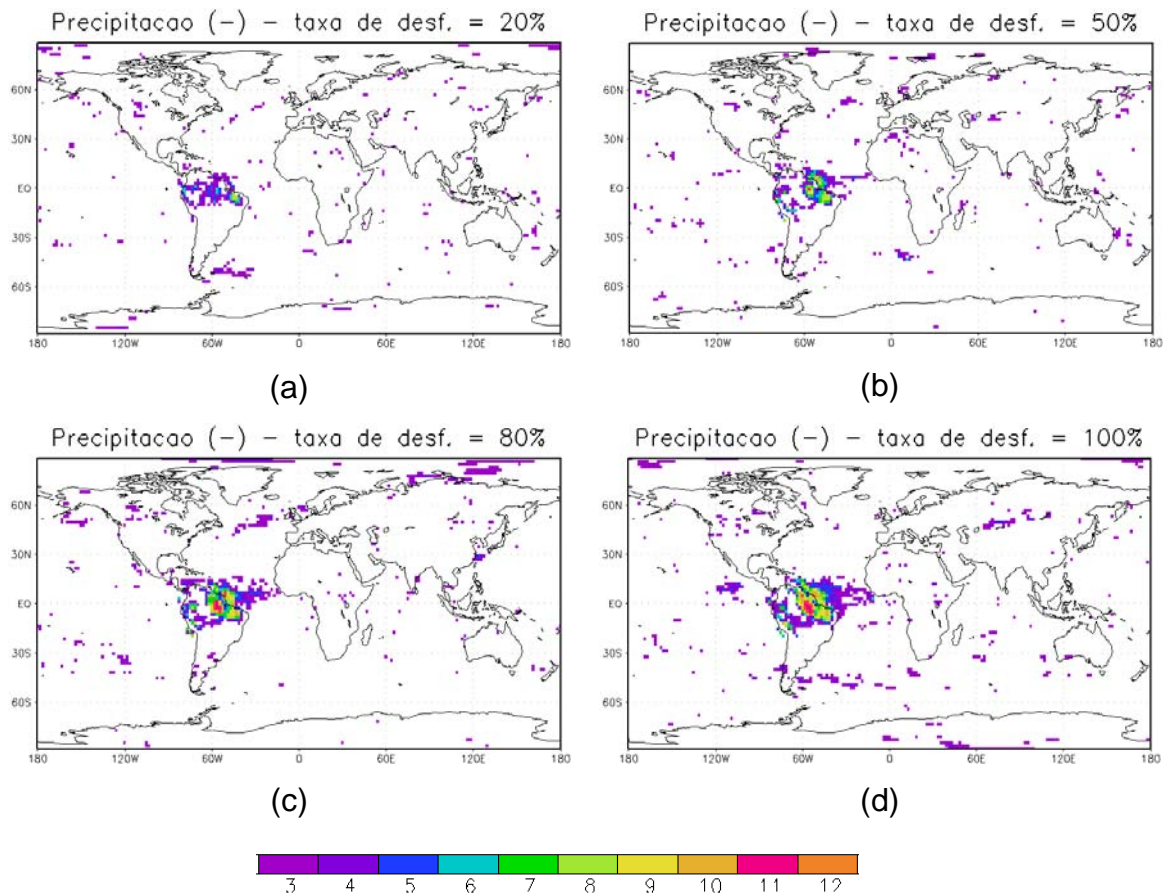 Precipitacao (-) - taxa de desf. = 20%
60N
30N
EQ
30S
60S
180 120W 60W 0 60E 120E 180
(a)
Precipitacao (-) - taxa de desf. = 50%
60N
30N
EQ
30S
60S
180 120W 60W 0 60E 120E 180
(b)
Precipitacao (-) - taxa de desf. = 80%
60N
30N
EQ
30S
60S
180 120W 60W 0 60E 120E 180
(c)
Precipitacao (-) - taxa de desf. = 100%
60N
30N
EQ
30S
60S
180 120W 60W 0 60E 120E 180
(d)
3 4 5 6 7 8 9 10 11 12